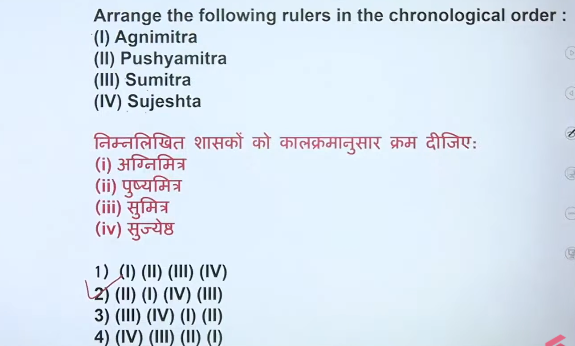 Arrange the following rulers in the chronological order :
(I) Agnimitra
(II) Pushyamitra
(III) Sumitra
(IV) Sujeshta
निम्नलिखित शासकों को कालक्रमानुसार क्रम दीजिए:
(i) अग्निमित्र
(ii) पुष्यमित्र
(iii) सुमित्र
(iv) सुज्येष्ठ
1) (I) (II) (III) (IV)
2) (II) (I) (IV) (III)
3) (III) (IV) (I) (II)
4) (IV) (III) (II) (I)